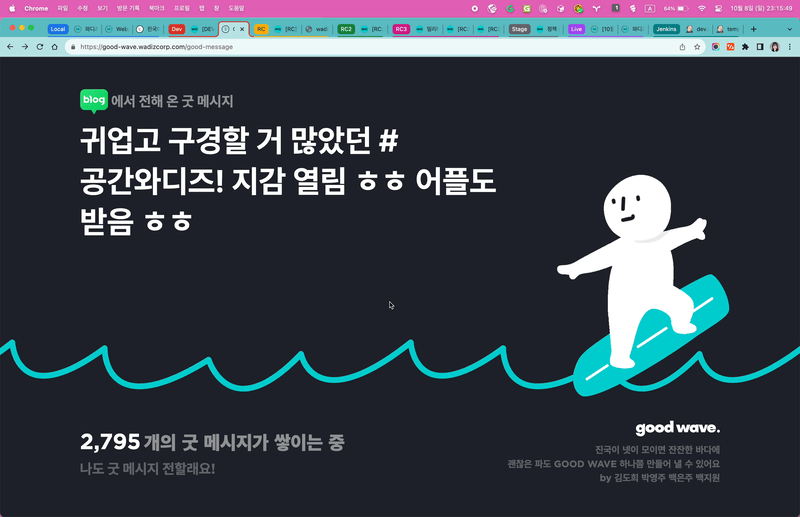 Chrome 파일 수정 보기 방문 기록 북마크 프로필 탭 창 도움말 64% A 10월 8일 (일) 23:15:49
Local 와디 Web 전국 Dev [DE RC [RC wad RC2 [RC RC3 [RC [RC Stage 정책 Live [10 와디 Jenkins dev tem
https://good-wave.wadizcorp.com/good-message
blog 에서 전해 온 굿 메시지
귀업고 구경할 거 많았던 #
공간와디즈! 지감 열림 ㅎㅎ 어플도
받음 ㅎㅎ
2,795 개의 굿 메시지가 쌓이는 중
나도 굿 메시지 전할래요!
good wave.
진국이 넷이 모이면 잔잔한 바다에
괜찮은 파도 GOOD WAVE 하나쯤 만들어 낼 수 있어요
by 김도희 박영주 백은주 백지원